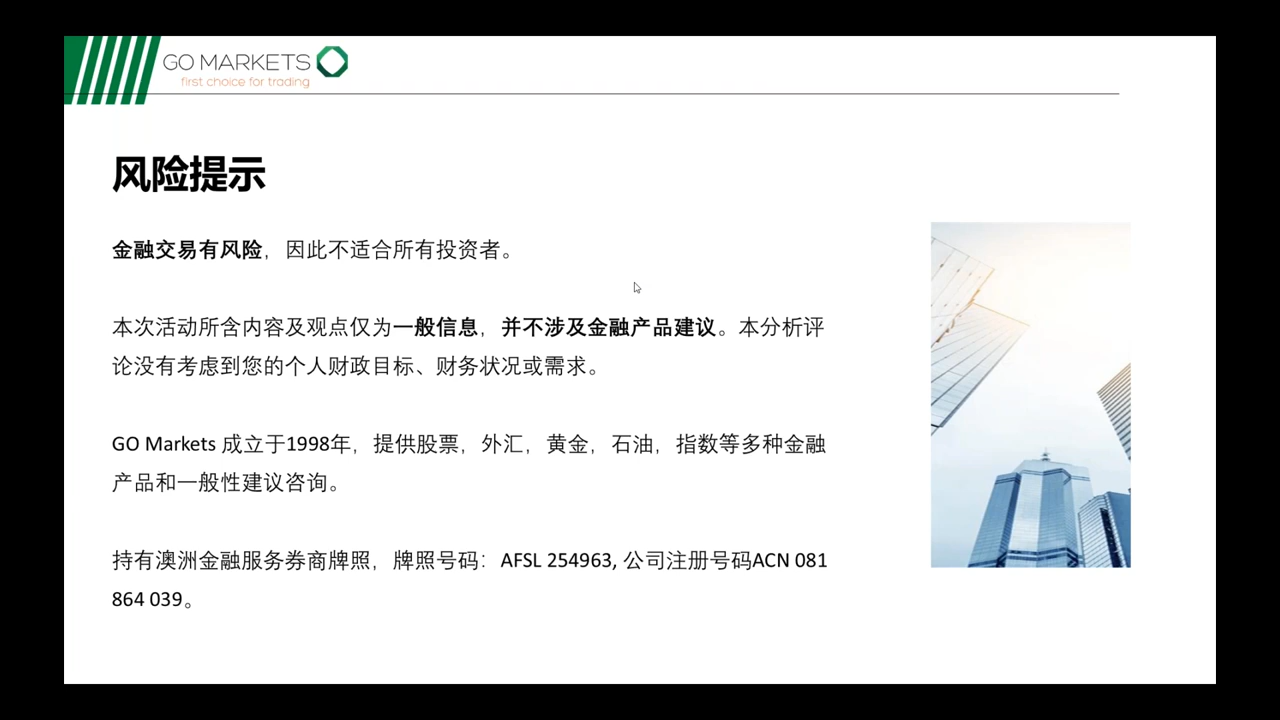 GO MARKETS
first choice for trading
风险提示
金融交易有风险，因此不适合所有投资者。
本次活动所含内容及观点仅为一般信息，并不涉及金融产品建议。本分析评
论没有考虑到您的个人财政目标、财务状况或需求。
GO Markets 成立于1998年，提供股票，外汇，黄金，石油，指数等多种金融
产品和一般性建议咨询。
持有澳洲金融服务券商牌照，牌照号码：AFSL 254963, 公司注册号码ACN 081
864 039。